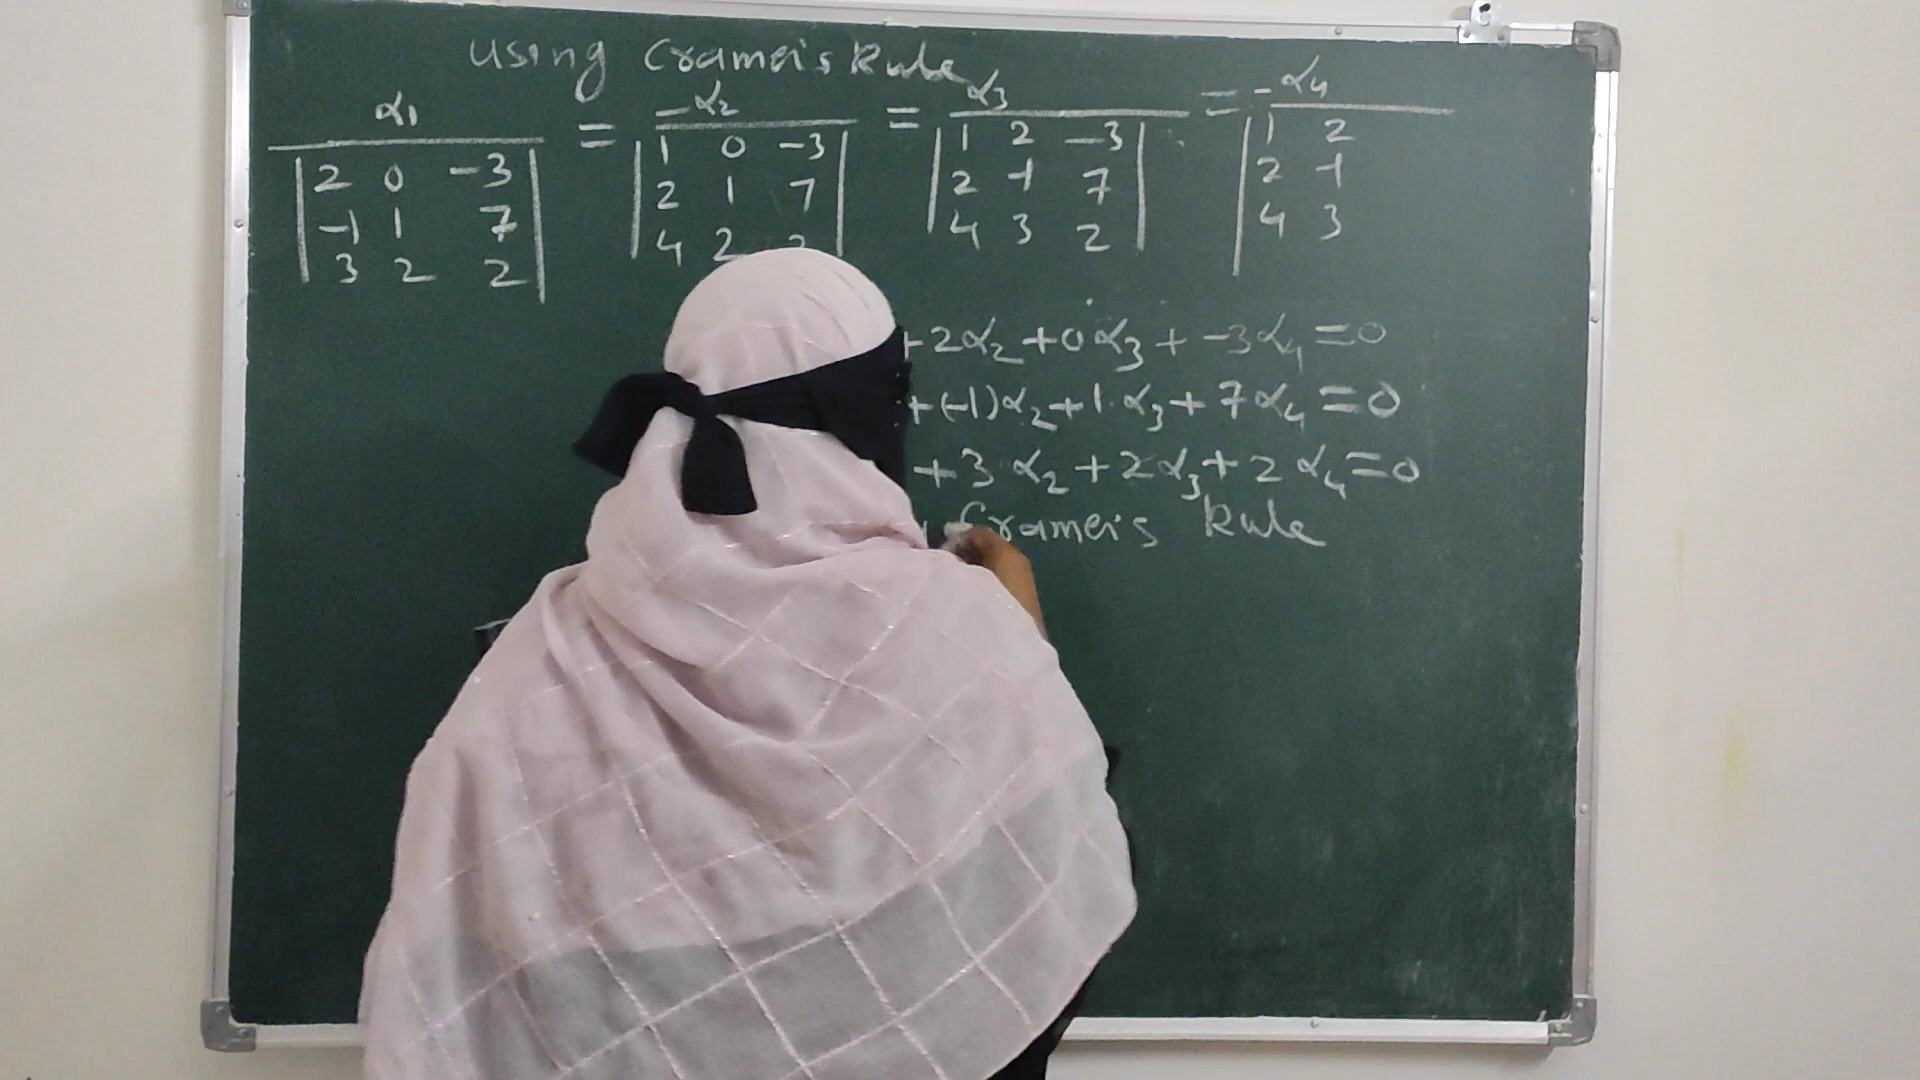 Using Cramer's Rule
α1 = -α2 = α3 = -α4
2 0 -3 1 0 -3 1 2 -3 1 2
-1 1 7 2 1 7 2 -1 7 2 -1
3 2 2 4 2 4 3 2 4 3
+2α2+0α3+-3α4=0
+(-1)α2+1.α3+7α4=0
+3α2+2α3+2α4=0
Cramer's Rule